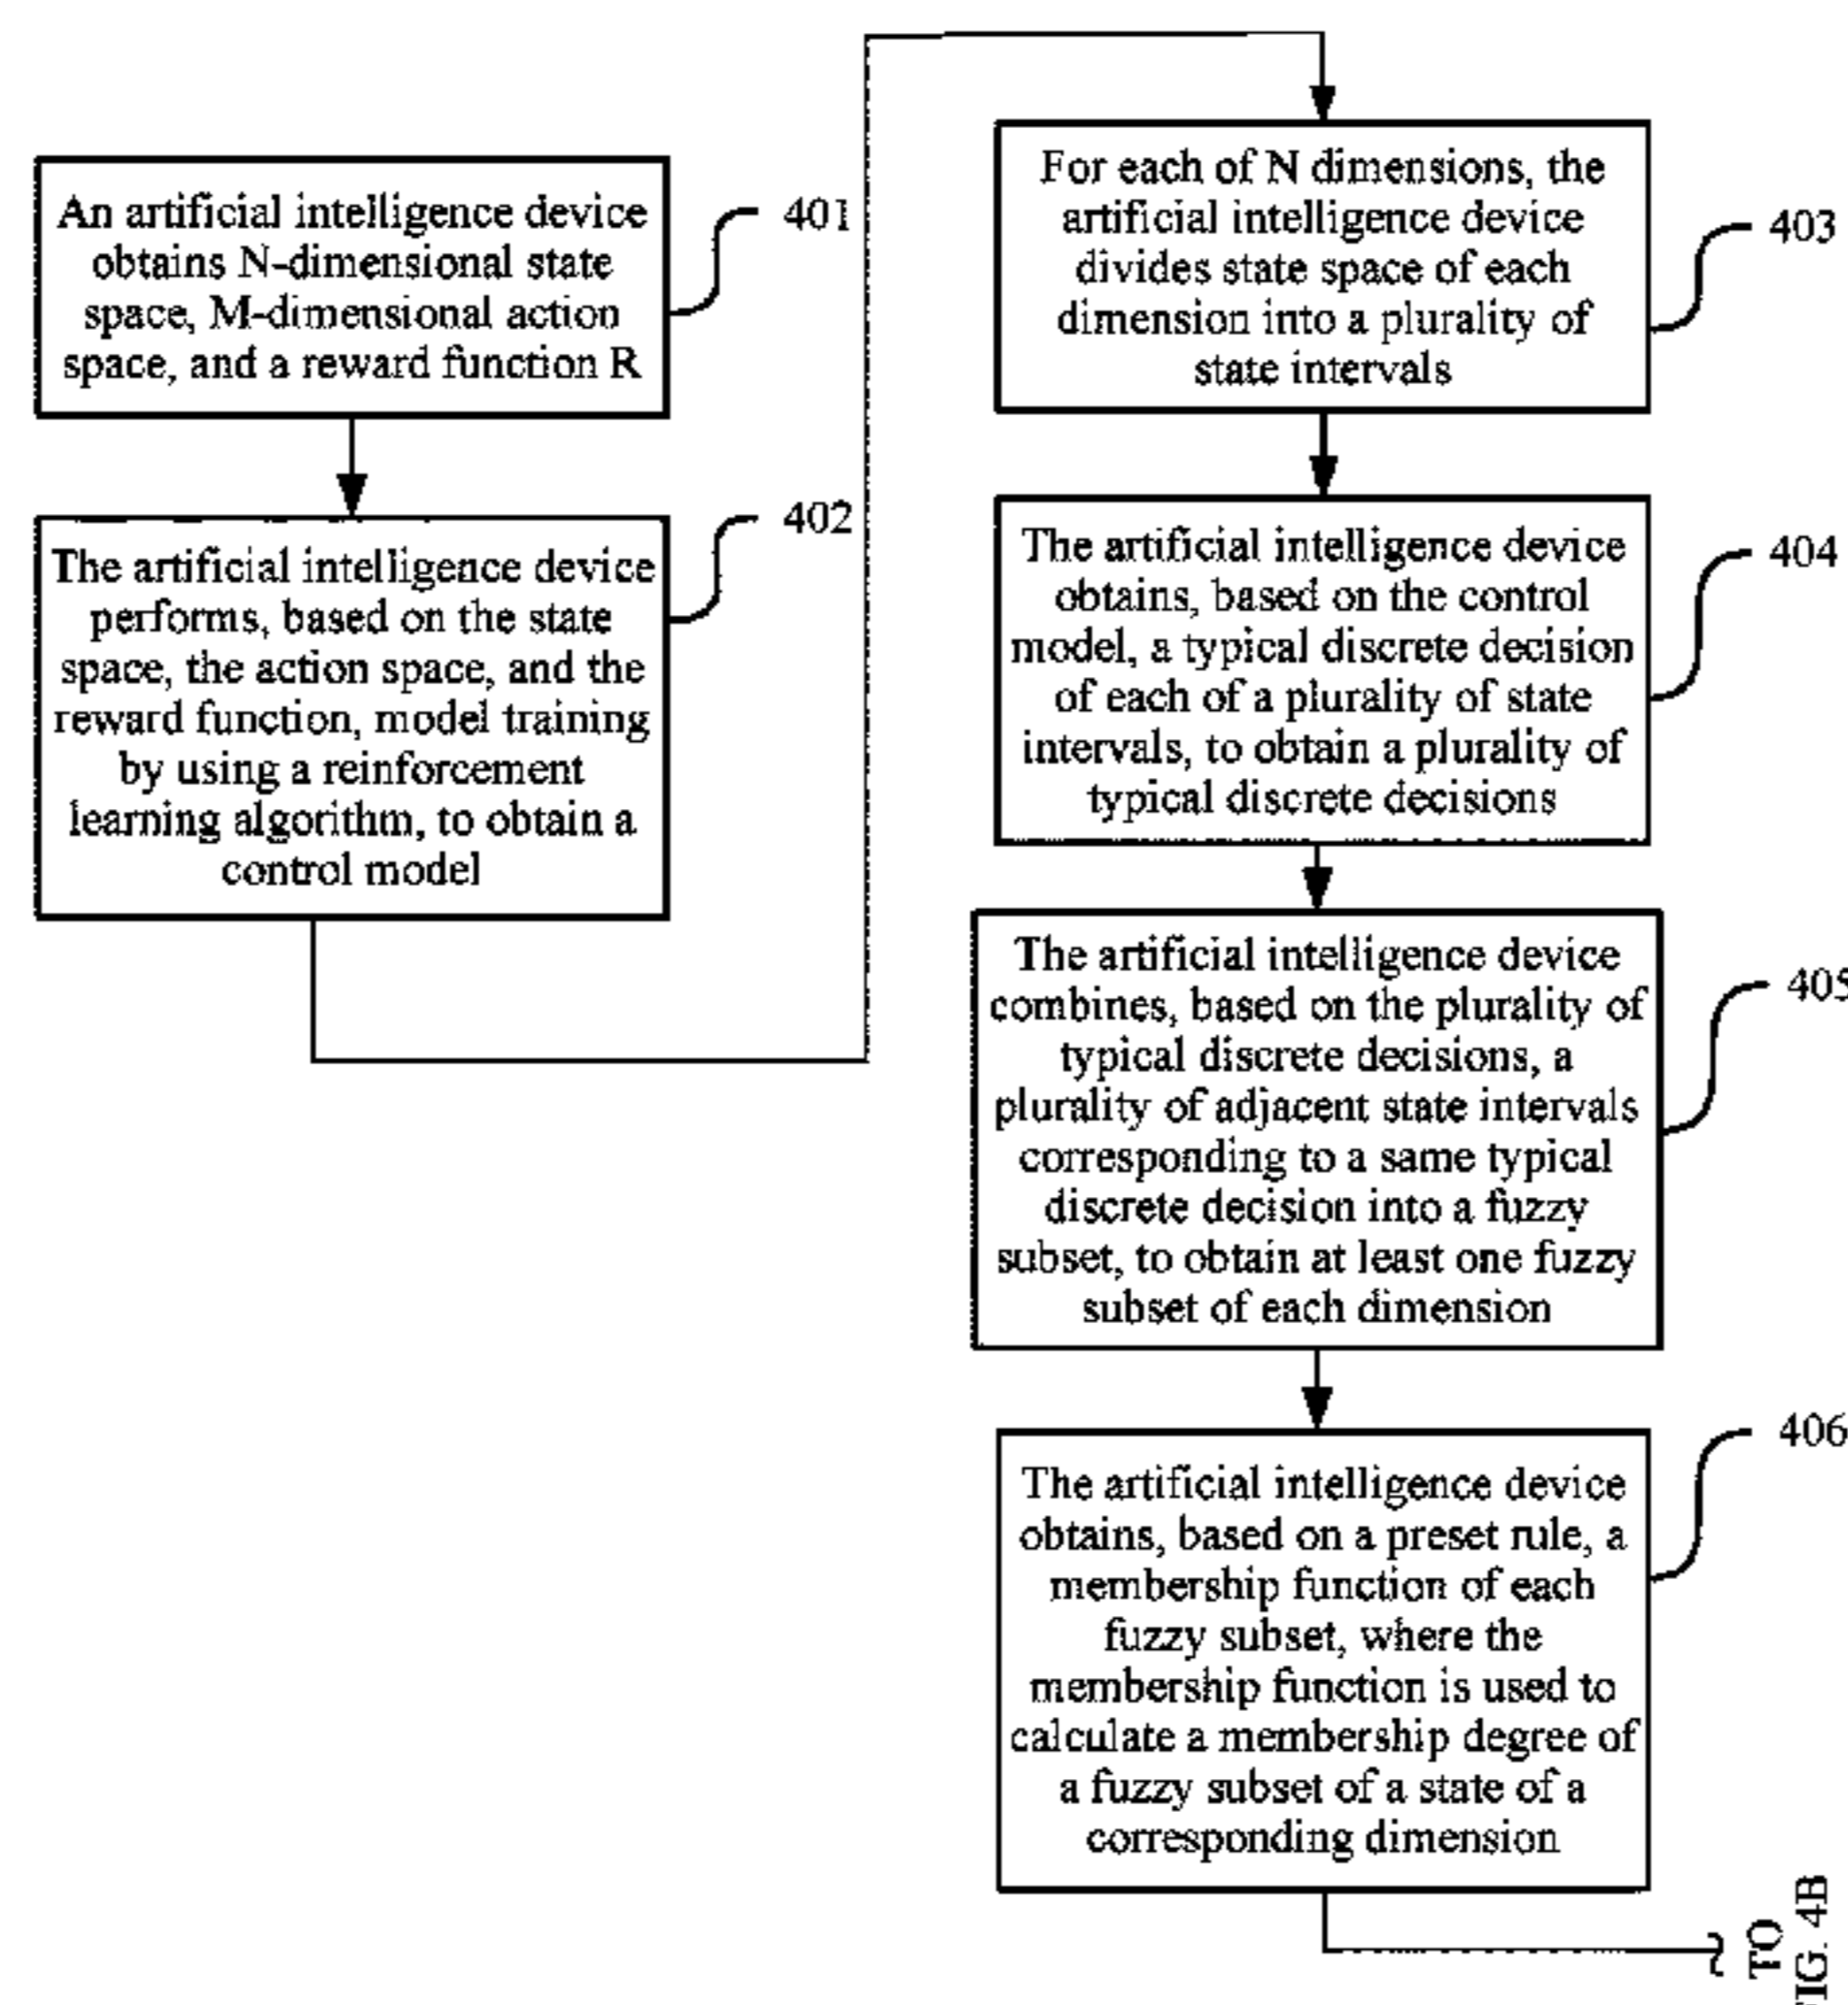 An artificial intelligence device
obtains N-dimensional state
space, M-dimensional action
space, and a reward function R
401
The artificial intelligence device
performs, based on the state
space, the action space, and the
reward function, model training
by using a reinforcement
learning algorithm, to obtain a
control model
402
For each of N dimensions, the
artificial intelligence device
divides state space of each
dimension into a plurality of
state intervals
403
The artificial intelligence device
obtains, based on the control
model, a typical discrete decision
of each of a plurality of state
intervals, to obtain a plurality of
typical discrete decisions
404
The artificial intelligence device
combines, based on the plurality of
typical discrete decisions, a
plurality of adjacent state intervals
corresponding to a same typical
discrete decision into a fuzzy
subset, to obtain at least one fuzzy
subset of each dimension
405
The artificial intelligence device
obtains, based on a preset rule, a
membership function of each
fuzzy subset, where the
membership function is used to
calculate a membership degree of
a fuzzy subset of a state of a
corresponding dimension
406
TO
FIG. 4B